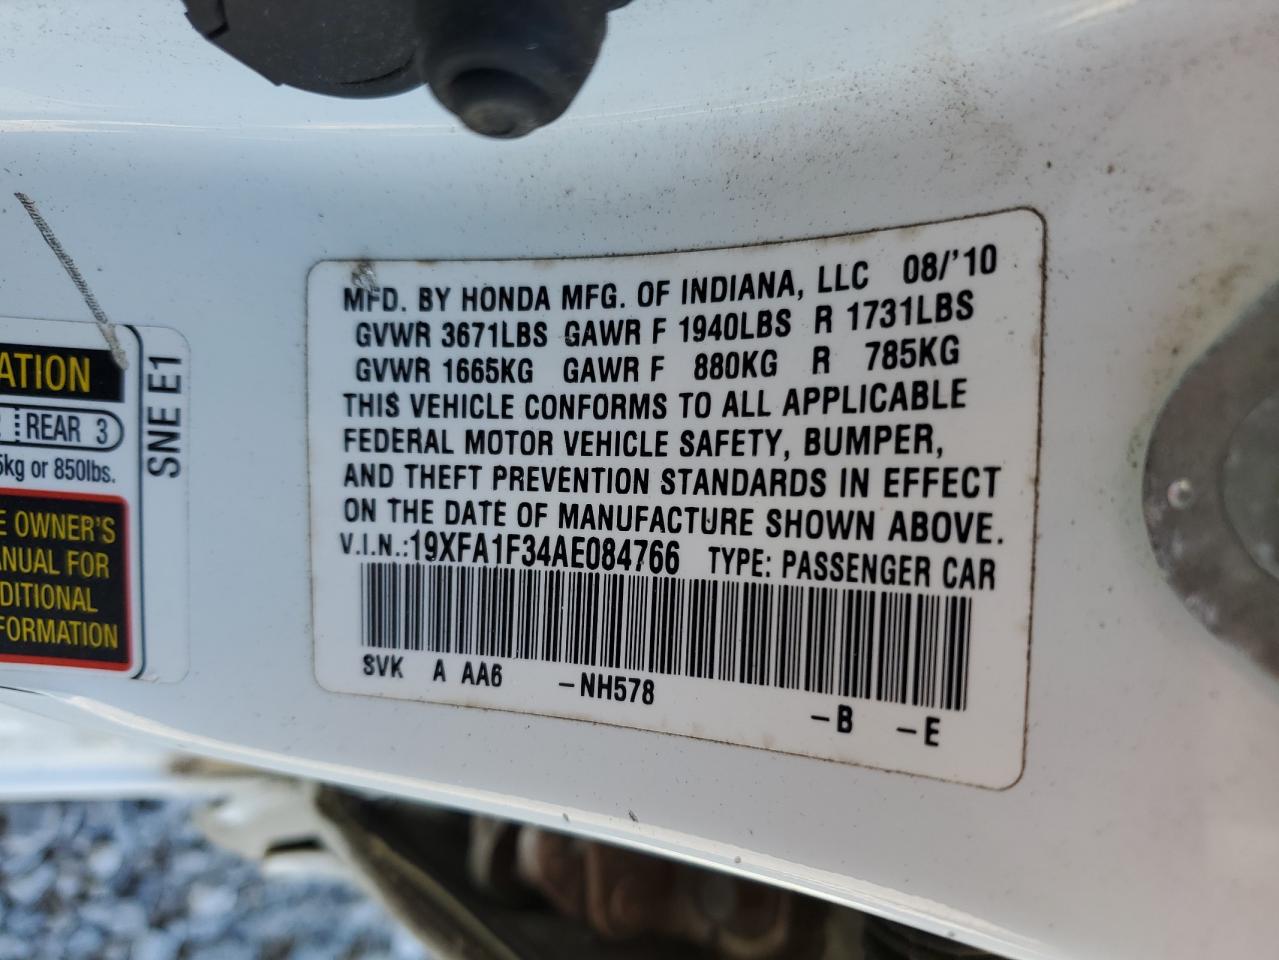 MFD. BY HONDA MFG. OF INDIANA, LLC 08/'10
GVWR 3671LBS GAWR F 1940LBS R 1731LBS
GVWR 1665KG GAWR F 880KG R 785KG
THIS VEHICLE CONFORMS TO ALL APPLICABLE
FEDERAL MOTOR VEHICLE SAFETY, BUMPER,
AND THEFT PREVENTION STANDARDS IN EFFECT
ON THE DATE OF MANUFACTURE SHOWN ABOVE.
V.I.N.:19XFA1F34AE084766 TYPE: PASSENGER CAR
SVK A AA6 -NH578 -B -E
ATION
REAR 3
5kg or 850lbs.
E OWNER'S
NUAL FOR
DITIONAL
FORMATION
SNE E1